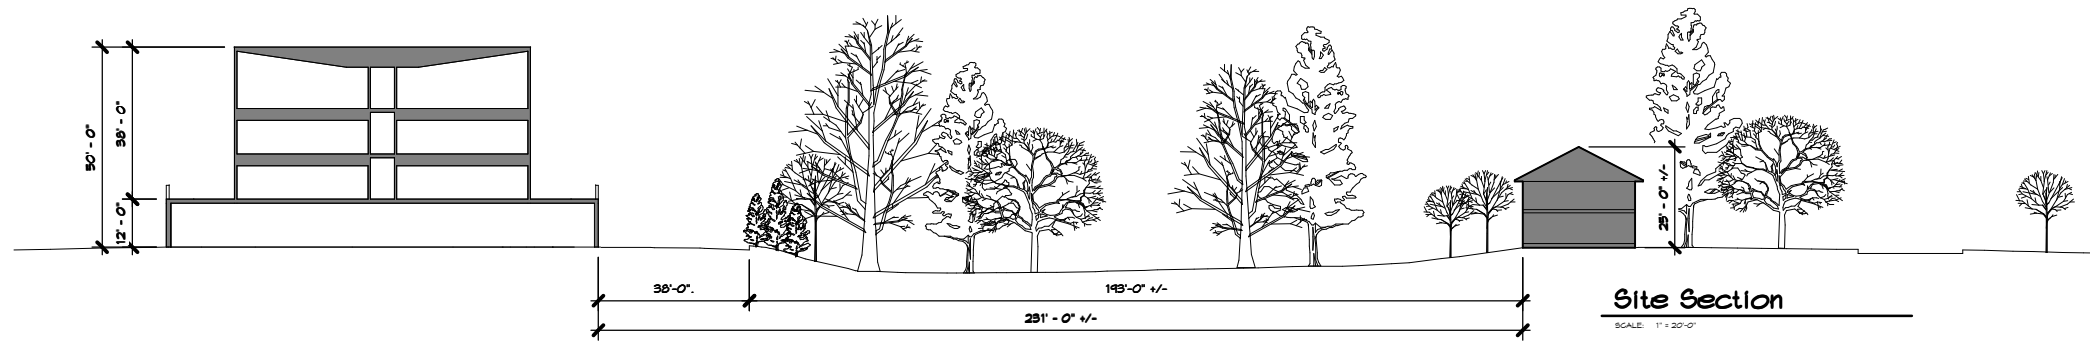 50' - 0"
38' - 0"
12' - 0"
25' - 0" +/-
38'-0".
193'-0" +/-
231' - 0" +/-
Site Section
SCALE: 1" = 20'-0"